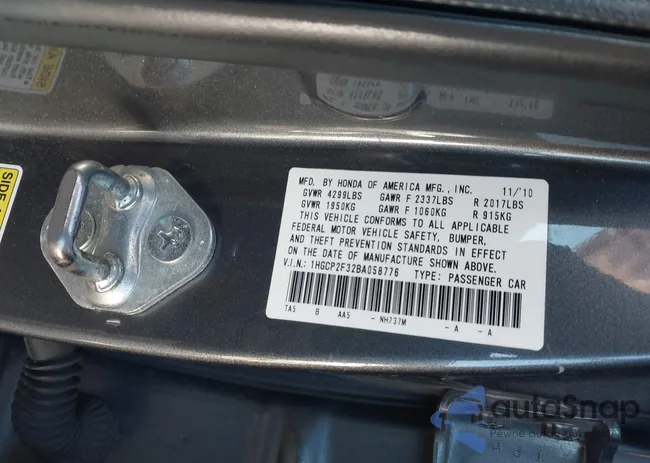 MFD. BY HONDA OF AMERICA MFG., INC. 11/10
GVWR 4299LBS GAWR F 2337LBS R 2017LBS
GVWR 1950KG GAWR F 1060KG R 915KG
THIS VEHICLE CONFORMS TO ALL APPLICABLE
FEDERAL MOTOR VEHICLE SAFETY, BUMPER,
AND THEFT PREVENTION STANDARDS IN EFFECT
ON THE DATE OF MANUFACTURE SHOWN ABOVE.
V.I.N.: 1HGCP2F32BA058776 TYPE: PASSENGER CAR
TA5 B AA5 - NH737M - A - A
SIDE
autoSnap